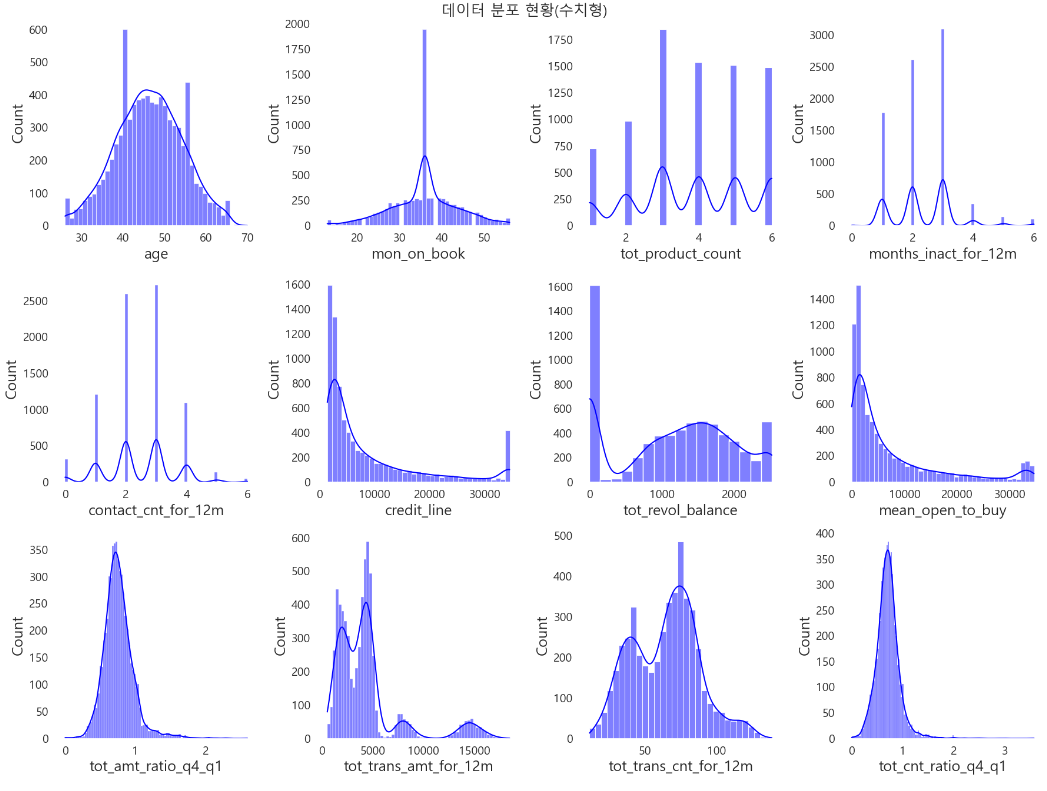 데이터 분포 현황(수치형)
600
500
400
300
200
100
0
Count
30 40 50 60 70
age
2000
1750
1500
1250
1000
750
500
250
0
Count
20 30 40 50
mon_on_book
1750
1500
1250
1000
750
500
250
0
Count
2 4 6
tot_product_count
3000
2500
2000
1500
1000
500
0
Count
0 2 4 6
months_inact_for_12m
2500
2000
1500
1000
500
0
Count
0 2 4 6
contact_cnt_for_12m
1600
1400
1200
1000
800
600
400
200
0
Count
0 10000 20000 30000
credit_line
1600
1400
1200
1000
800
600
400
200
0
Count
0 1000 2000
tot_revol_balance
1400
1200
1000
800
600
400
200
0
Count
0 10000 20000 30000
mean_open_to_buy
350
300
250
200
150
100
50
0
Count
0 1 2
tot_amt_ratio_q4_q1
600
500
400
300
200
100
0
Count
0 5000 10000 15000
tot_trans_amt_for_12m
500
400
300
200
100
0
Count
50 100
tot_trans_cnt_for_12m
400
350
300
250
200
150
100
50
0
Count
0 1 2 3
tot_cnt_ratio_q4_q1